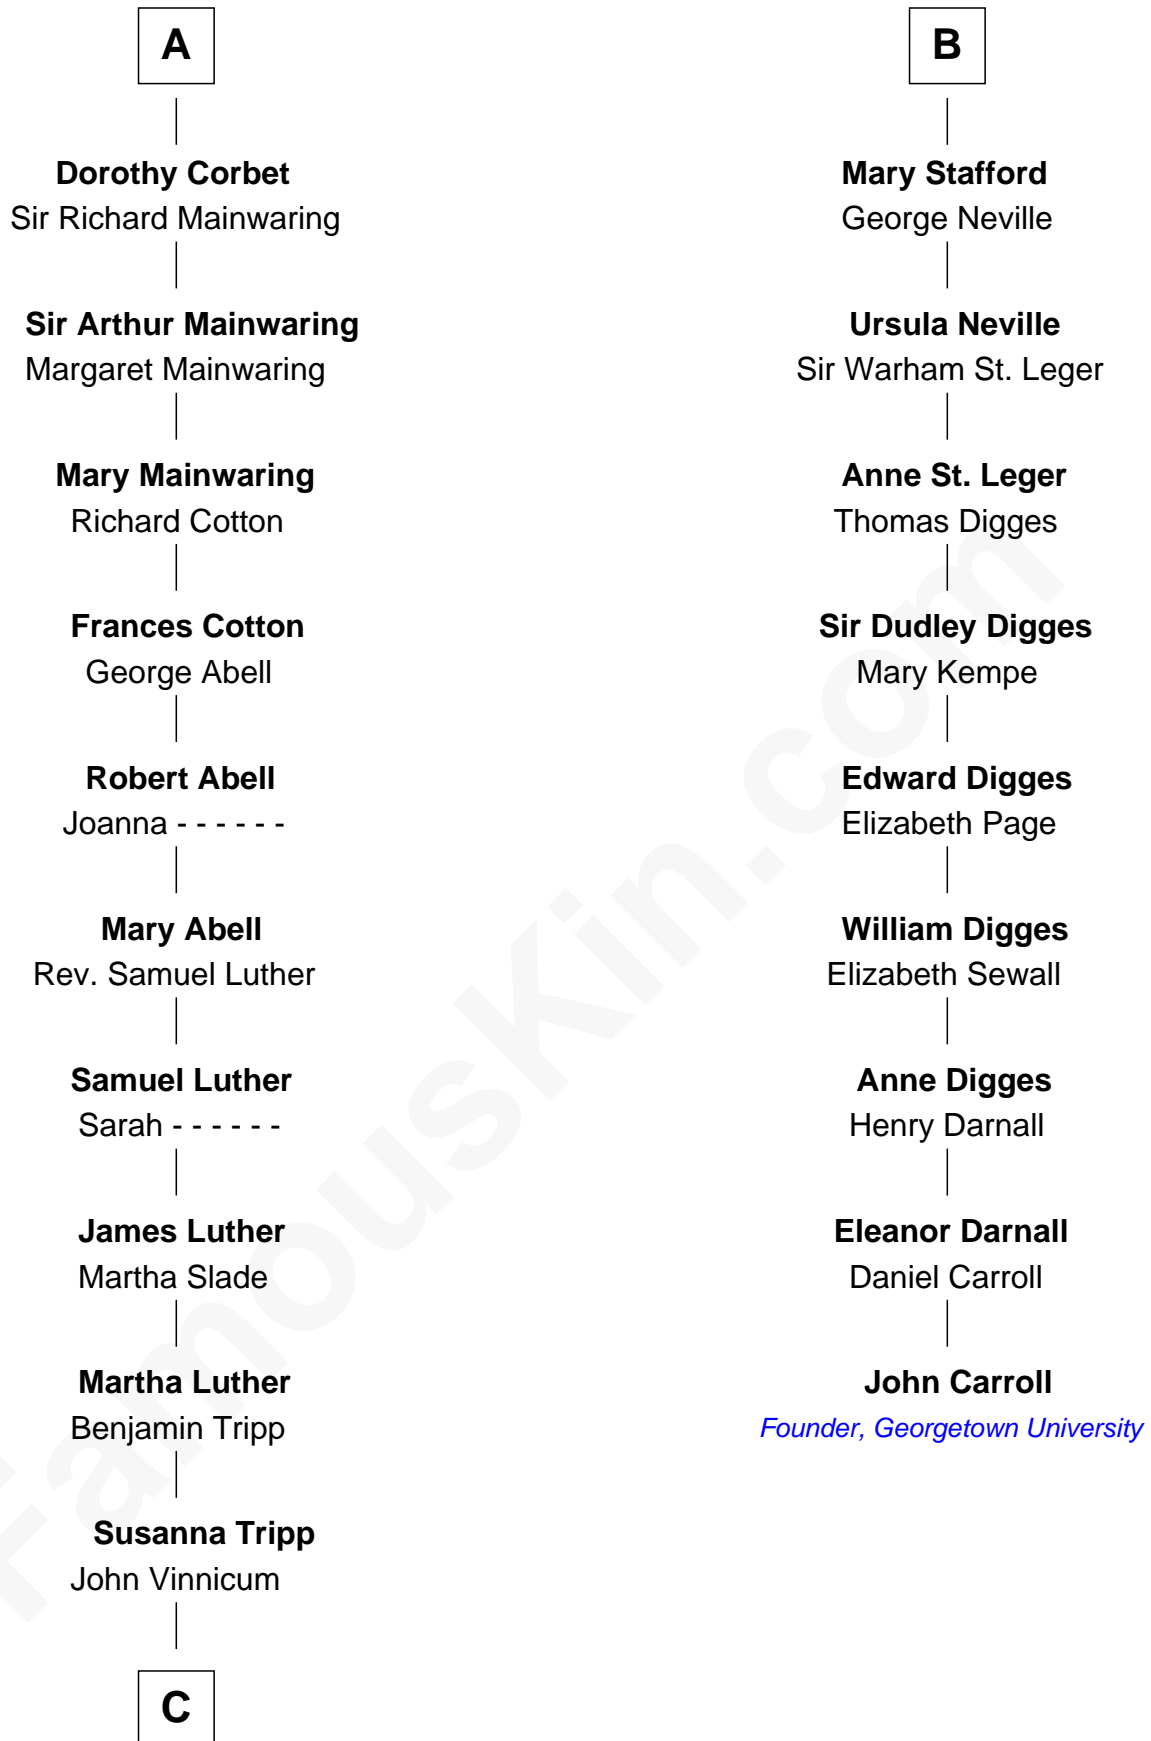 A
Dorothy Corbet
Sir Richard Mainwaring
Sir Arthur Mainwaring
Margaret Mainwaring
Mary Mainwaring
Richard Cotton
Frances Cotton
George Abell
Robert Abell
Joanna - - - - - -
Mary Abell
Rev. Samuel Luther
Samuel Luther
Sarah - - - - - -
James Luther
Martha Slade
Martha Luther
Benjamin Tripp
Susanna Tripp
John Vinnicum
C
B
Mary Stafford
George Neville
Ursula Neville
Sir Warham St. Leger
Anne St. Leger
Thomas Digges
Sir Dudley Digges
Mary Kempe
Edward Digges
Elizabeth Page
William Digges
Elizabeth Sewall
Anne Digges
Henry Darnall
Eleanor Darnall
Daniel Carroll
John Carroll
Founder, Georgetown University
FamousKin.com